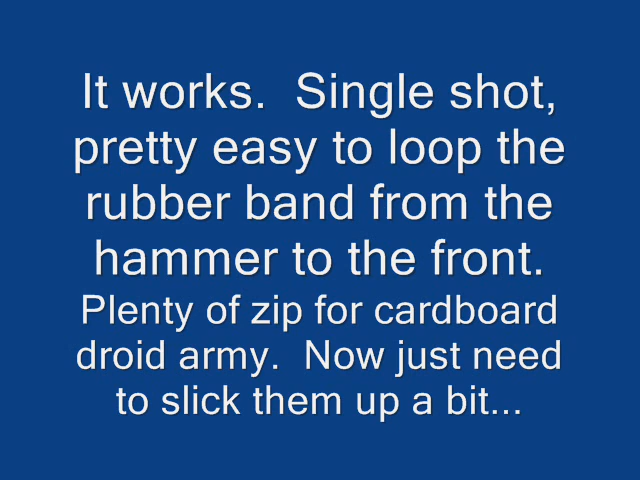 It works.  Single shot,
pretty easy to loop the
rubber band from the
hammer to the front.
Plenty of zip for cardboard
droid army.  Now just need
to slick them up a bit...